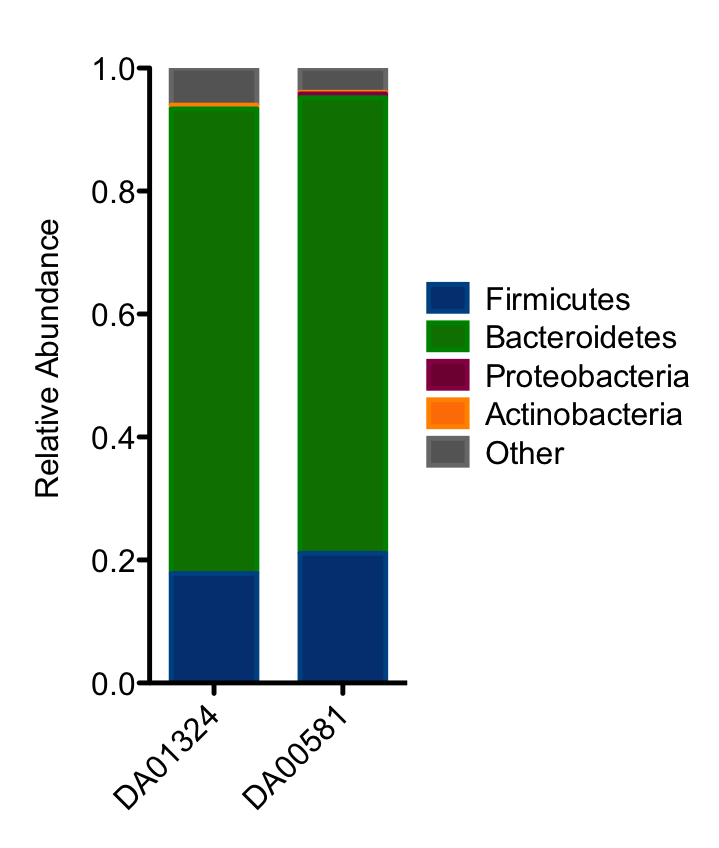 Relative Abundance
1.0
0.8
0.6
0.4
0.2
0.0
DA01324
DA00581
Firmicutes
Bacteroidetes
Proteobacteria
Actinobacteria
Other